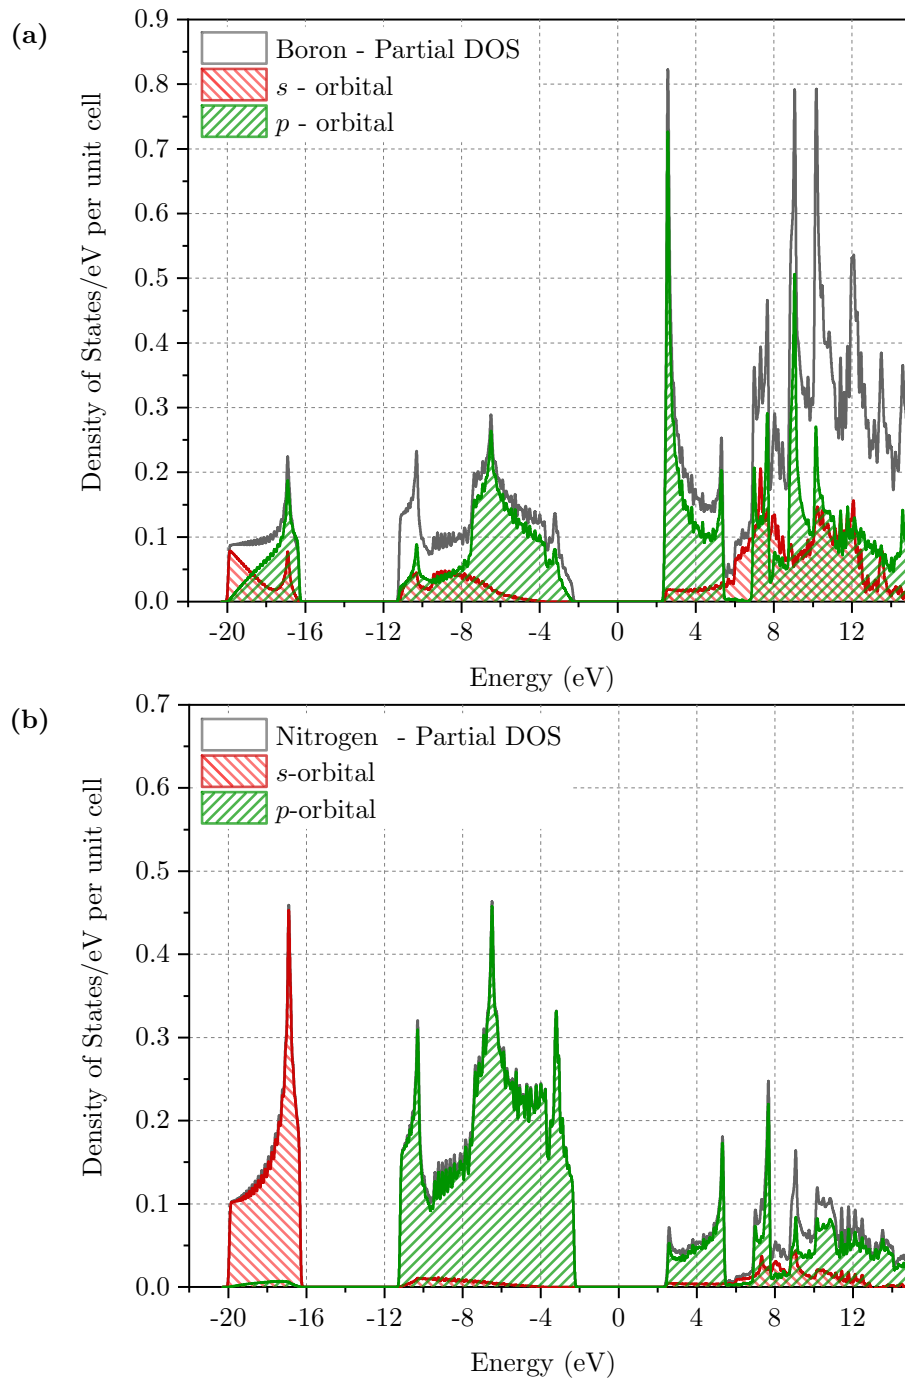 (a)
Density of States/eV per unit cell
0.9
0.8
0.7
0.6
0.5
0.4
0.3
0.2
0.1
0.0
Boron - Partial DOS
s - orbital
p - orbital
-20 -16 -12 -8 -4 0 4 8 12
Energy (eV)
(b)
Density of States/eV per unit cell
0.7
0.6
0.5
0.4
0.3
0.2
0.1
0.0
Nitrogen - Partial DOS
s-orbital
p-orbital
-20 -16 -12 -8 -4 0 4 8 12
Energy (eV)